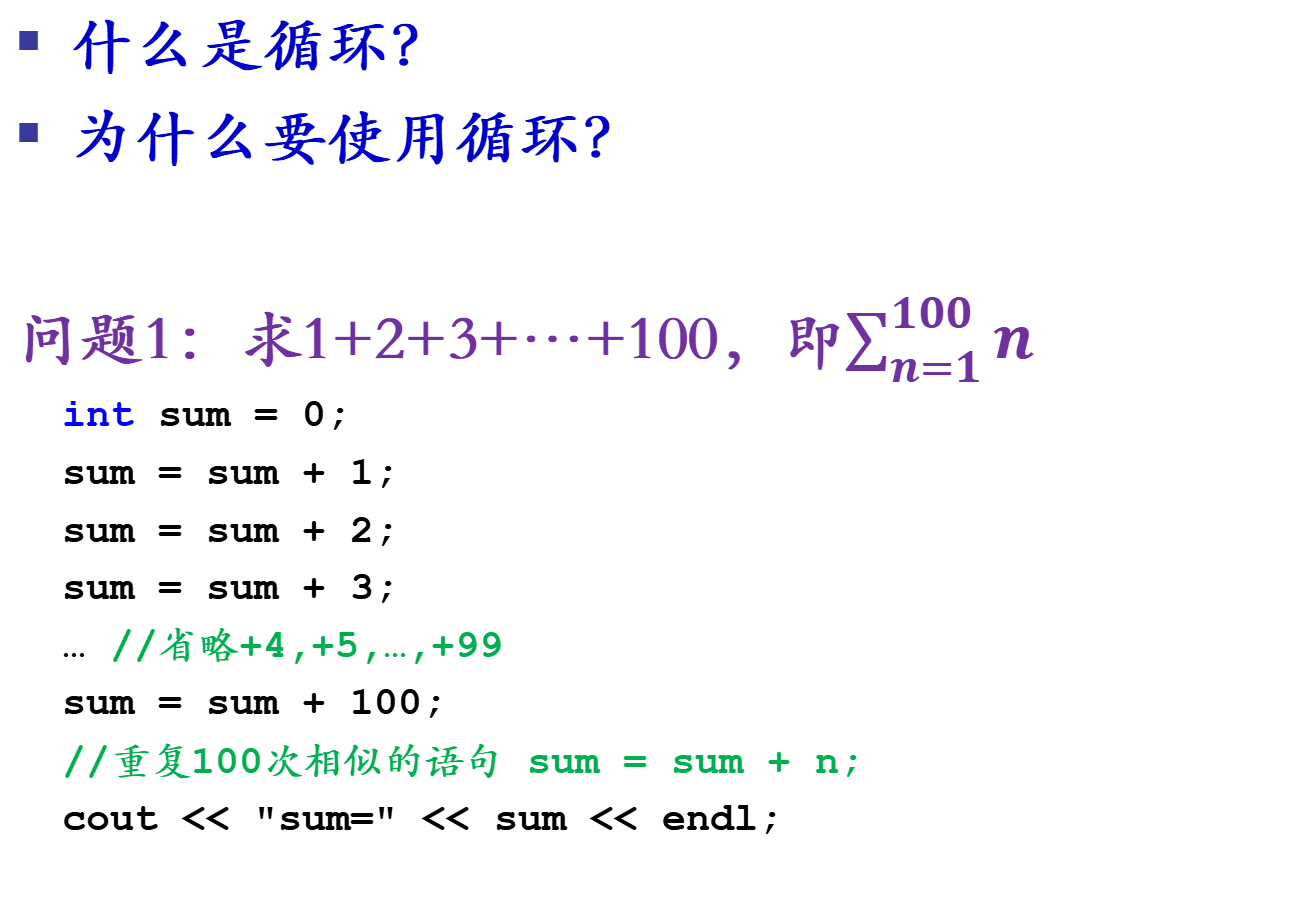 ▪ 什么是循环?
▪ 为什么要使用循环?
问题1: 求1+2+3+⋯+100, 即∑_{n=1}^{100} n
int sum = 0;
sum = sum + 1;
sum = sum + 2;
sum = sum + 3;
… //省略+4,+5,…,+99
sum = sum + 100;
//重复100次相似的语句 sum = sum + n;
cout << "sum=" << sum << endl;